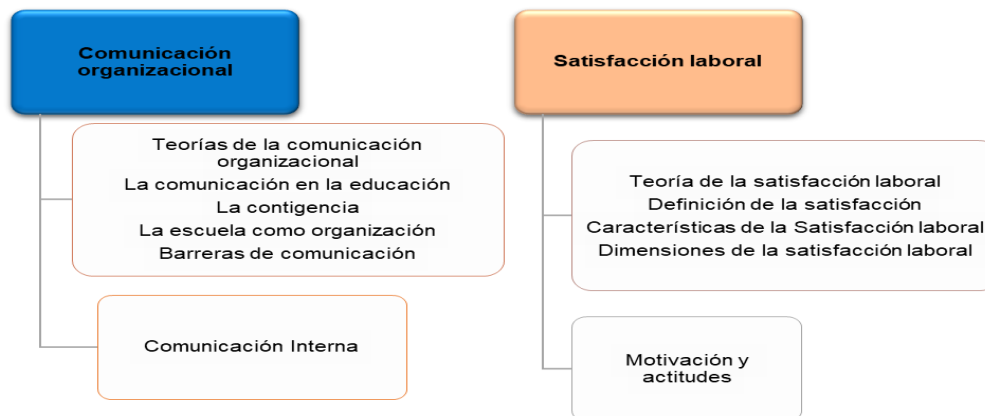 Comunicación
organizacional
Teorías de la comunicación
organizacional
La comunicación en la educación
La contigencia
La escuela como organización
Barreras de comunicación
Comunicación Interna
Satisfacción laboral
Teoría de la satisfacción laboral
Definición de la satisfacción
Características de la Satisfacción laboral
Dimensiones de la satisfacción laboral
Motivación y
actitudes